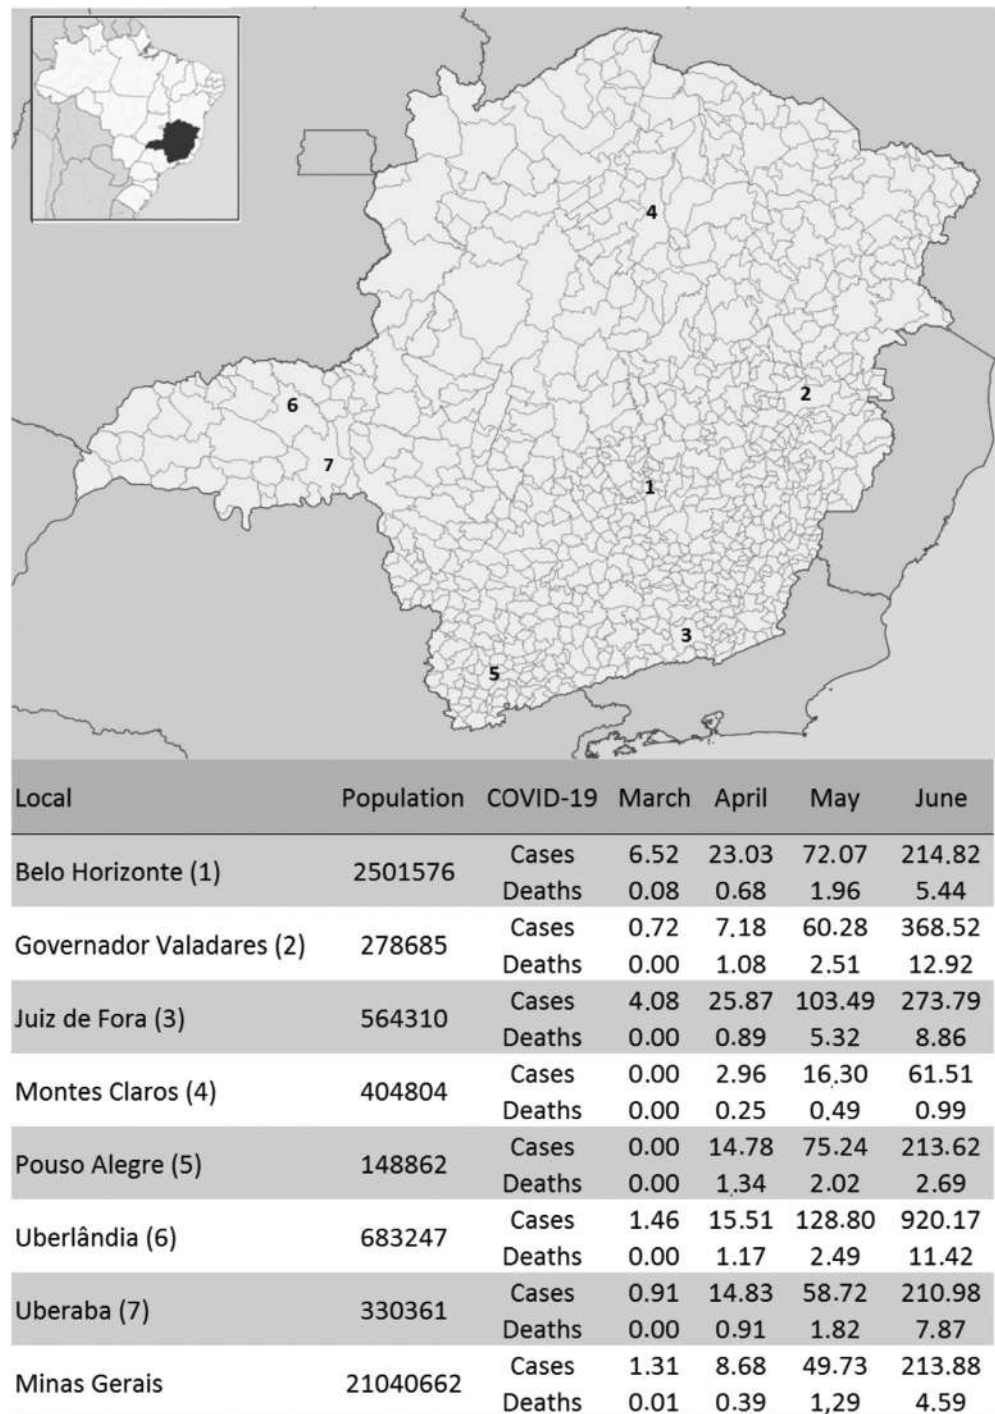 4
2
6
7
1
3
5
Local Population COVID-19 March April May June
Belo Horizonte (1) 2501576 Cases 6.52 23.03 72.07 214.82
Deaths 0.08 0.68 1.96 5.44
Governador Valadares (2) 278685 Cases 0.72 7.18 60.28 368.52
Deaths 0.00 1.08 2.51 12.92
Juiz de Fora (3) 564310 Cases 4.08 25.87 103.49 273.79
Deaths 0.00 0.89 5.32 8.86
Montes Claros (4) 404804 Cases 0.00 2.96 16.30 61.51
Deaths 0.00 0.25 0.49 0.99
Pouso Alegre (5) 148862 Cases 0.00 14.78 75.24 213.62
Deaths 0.00 1.34 2.02 2.69
Uberlândia (6) 683247 Cases 1.46 15.51 128.80 920.17
Deaths 0.00 1.17 2.49 11.42
Uberaba (7) 330361 Cases 0.91 14.83 58.72 210.98
Deaths 0.00 0.91 1.82 7.87
Minas Gerais 21040662 Cases 1.31 8.68 49.73 213.88
Deaths 0.01 0.39 1,29 4.59